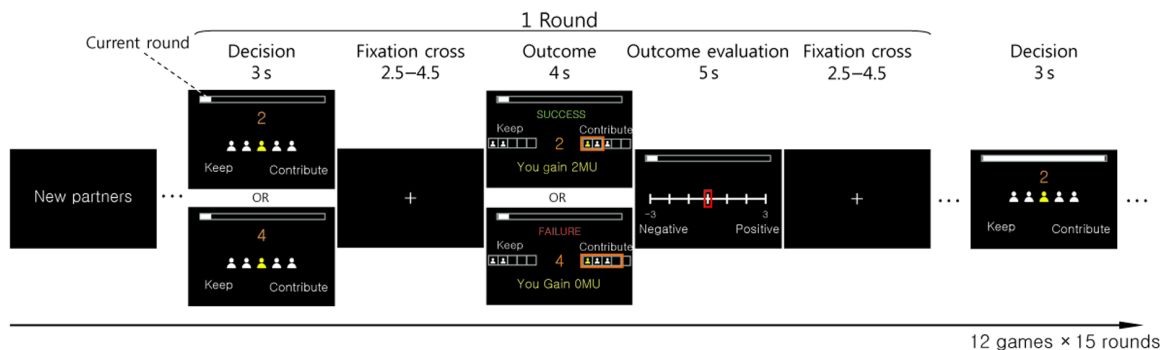 1 Round
Current round
Decision
3 s
Fixation cross
2.5–4.5
Outcome
4 s
Outcome evaluation
5 s
Fixation cross
2.5–4.5
Decision
3 s
New partners
...
2
Keep
Contribute
OR
4
Keep
Contribute
+
SUCCESS
Keep
Contribute
2
You gain 2MU
OR
FAILURE
Keep
Contribute
4
You Gain 0MU
-3
3
Negative
Positive
+
...
2
Keep
Contribute
...
12 games × 15 rounds